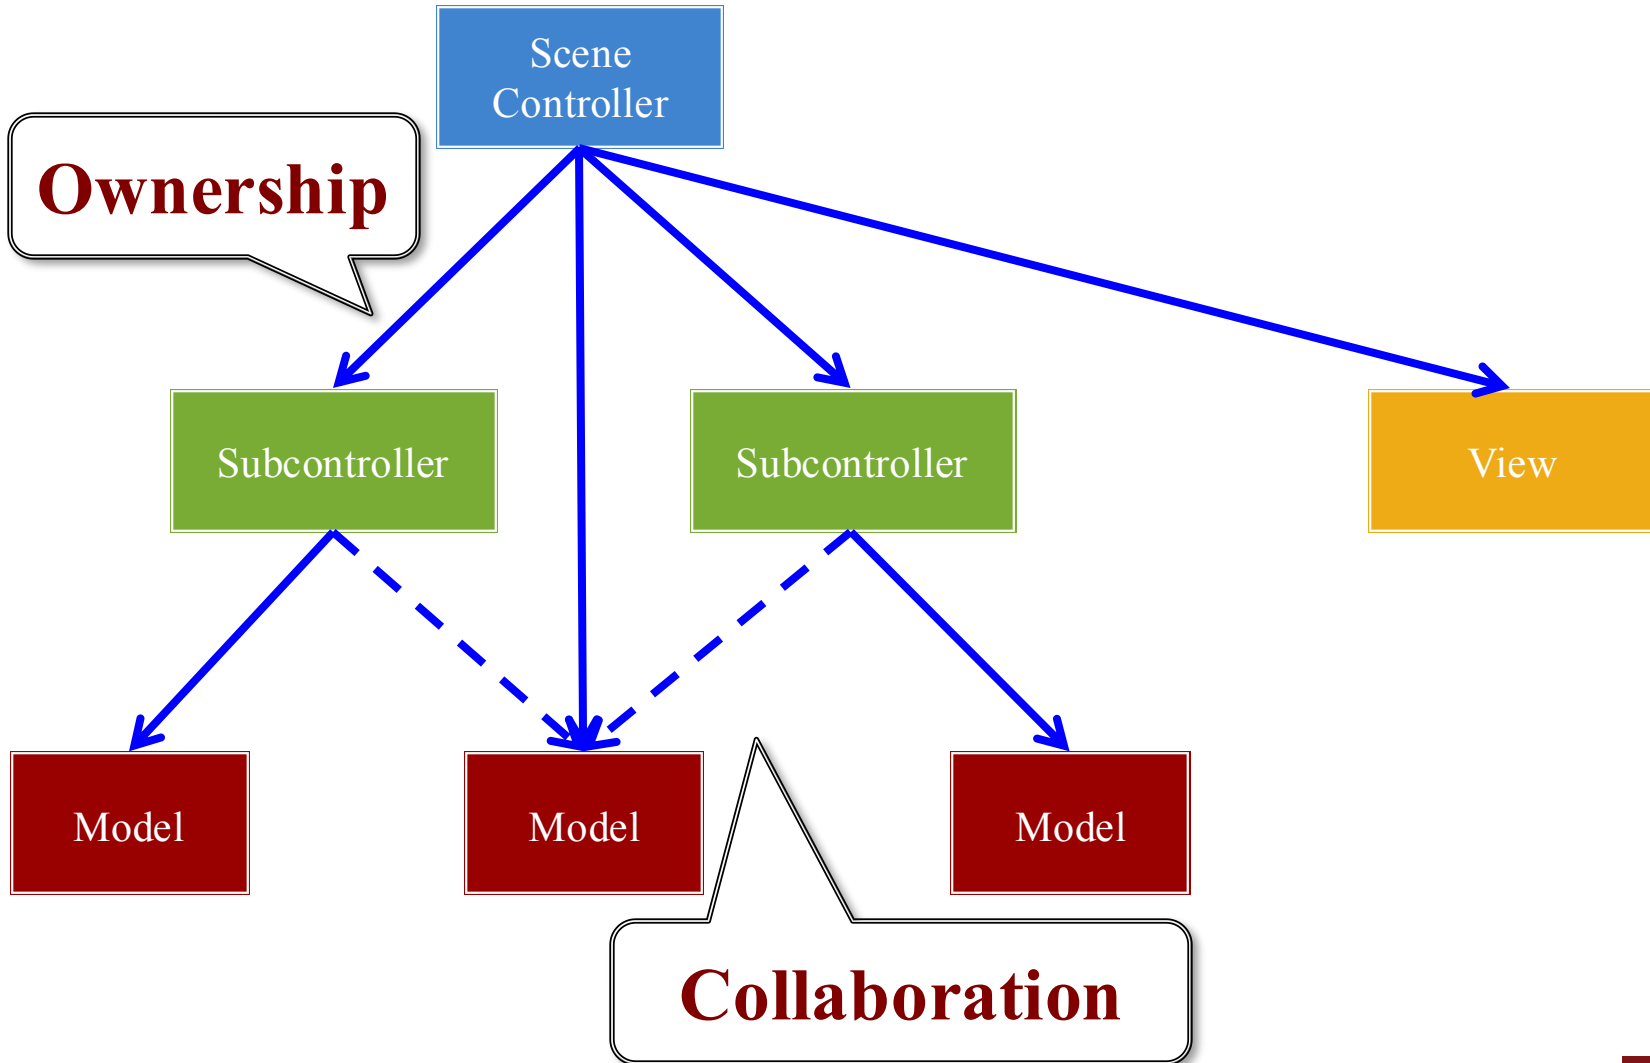 Scene
Controller
Ownership
Subcontroller
Subcontroller
View
Model
Model
Model
Collaboration